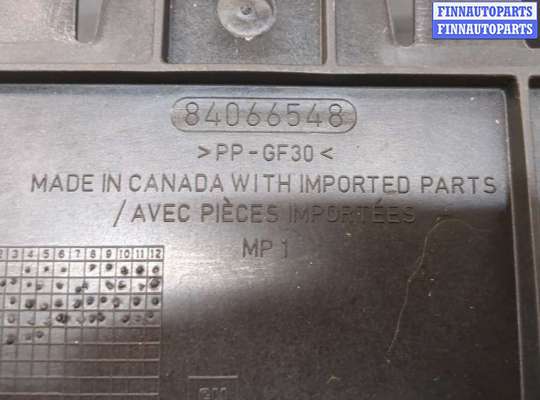 FINNAUTOPARTS
FINNAUTOPARTS
84066548
>PP-GF30<
MADE IN CANADA WITH IMPORTED PARTS
/ AVEC PIÈCES IMPORTÉES
MP 1
2 3 4 5 6 7 8 9 10 11 12
GM